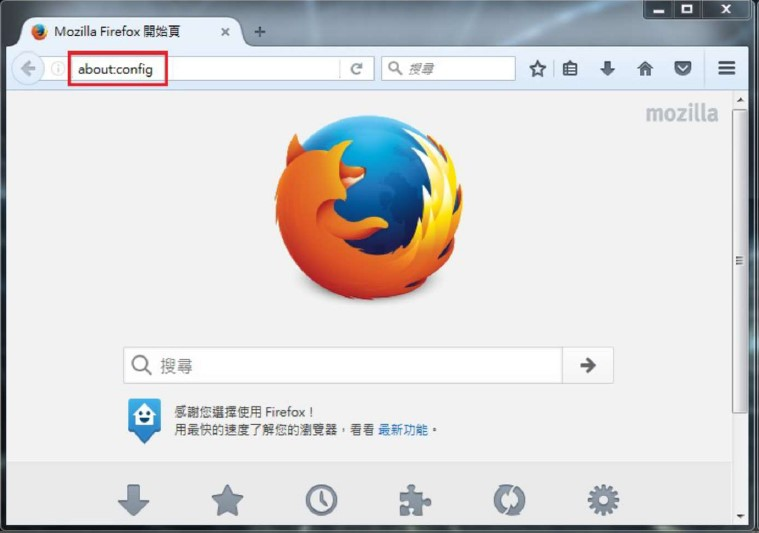 Mozilla Firefox 開始頁
about:config
搜尋
mozilla
搜尋
感謝您選擇使用 Firefox！
用最快的速度了解您的瀏覽器，看看 最新功能。